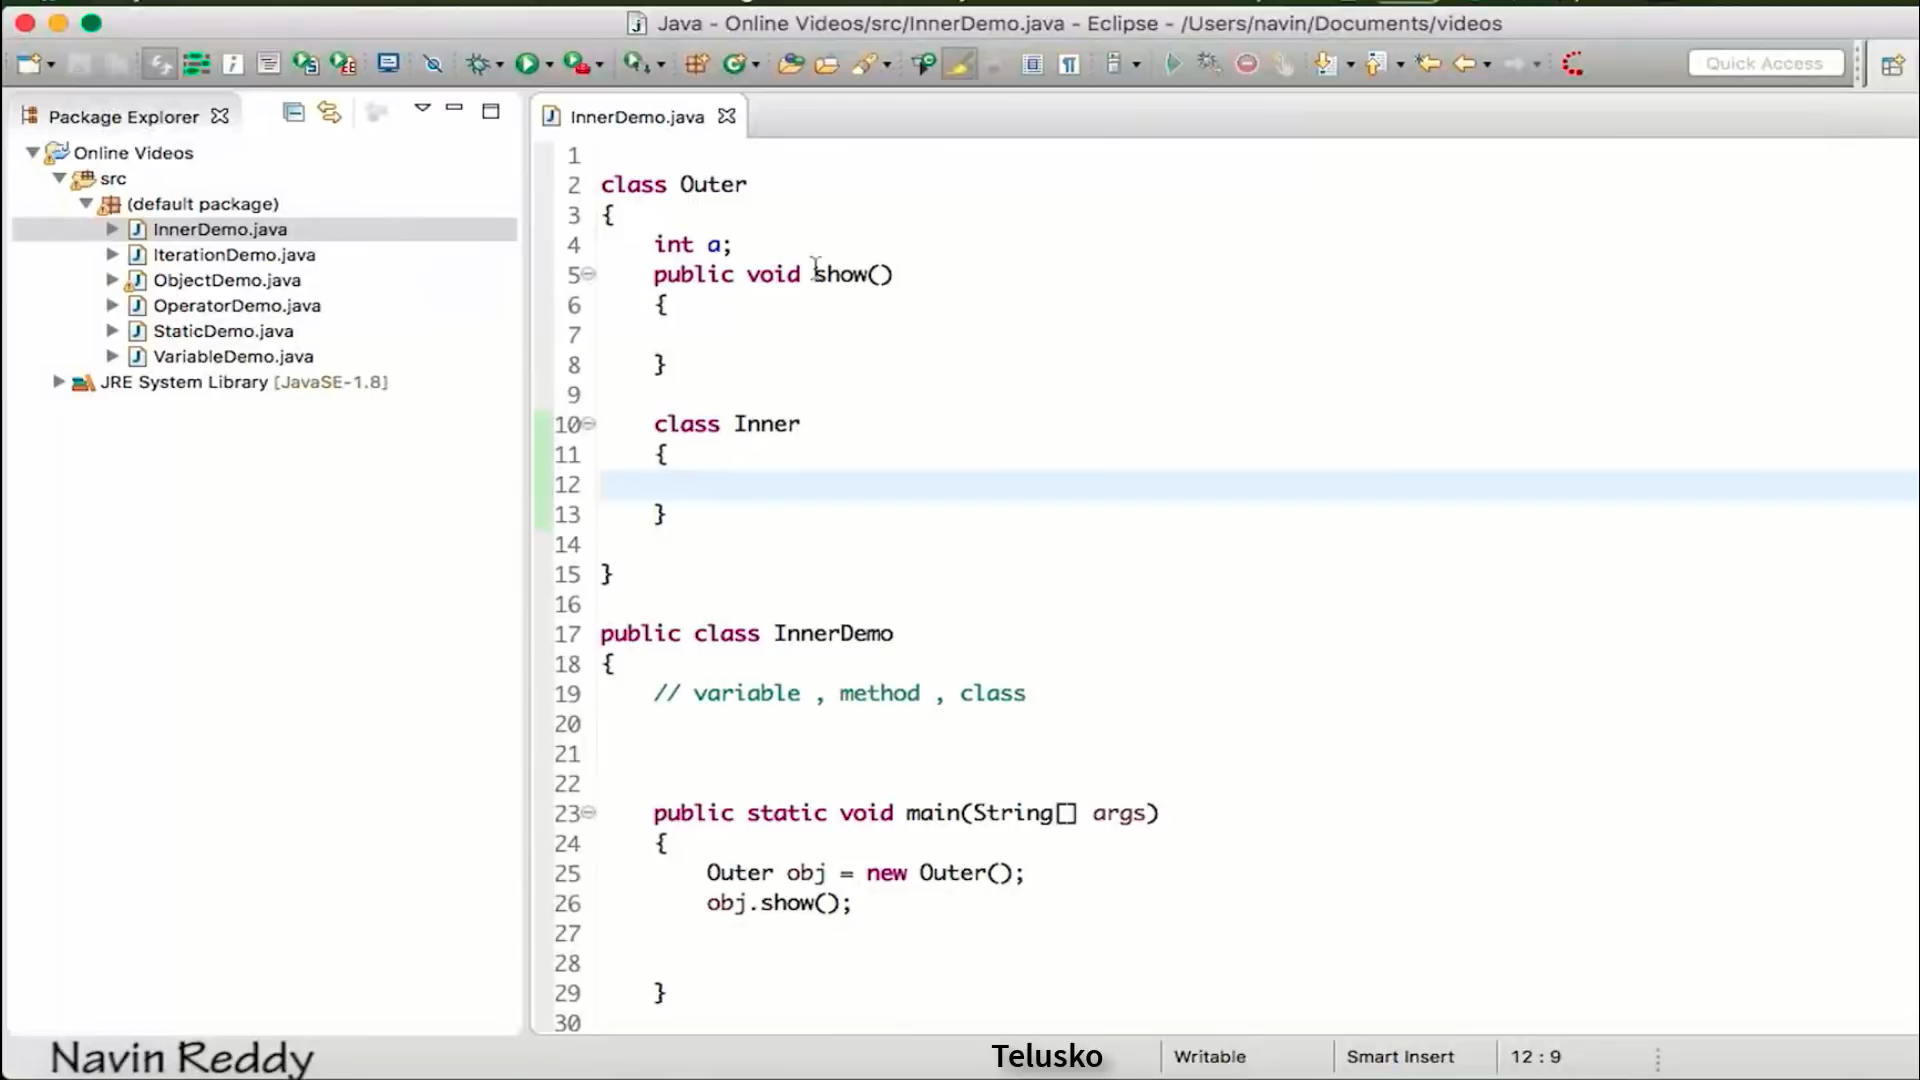 Java - Online Videos/src/InnerDemo.java - Eclipse - /Users/navin/Documents/videos
Quick Access
Package Explorer
Online Videos
src
(default package)
InnerDemo.java
IterationDemo.java
ObjectDemo.java
OperatorDemo.java
StaticDemo.java
VariableDemo.java
JRE System Library [JavaSE-1.8]
InnerDemo.java
1
2 class Outer
3 {
4 int a;
5 public void show()
6 {
7
8 }
9
10 class Inner
11 {
12
13 }
14
15 }
16
17 public class InnerDemo
18 {
19 // variable , method , class
20
21
22
23 public static void main(String[] args)
24 {
25 Outer obj = new Outer();
26 obj.show();
27
28
29 }
30
Navin Reddy
Telusko
Writable
Smart Insert
12 : 9